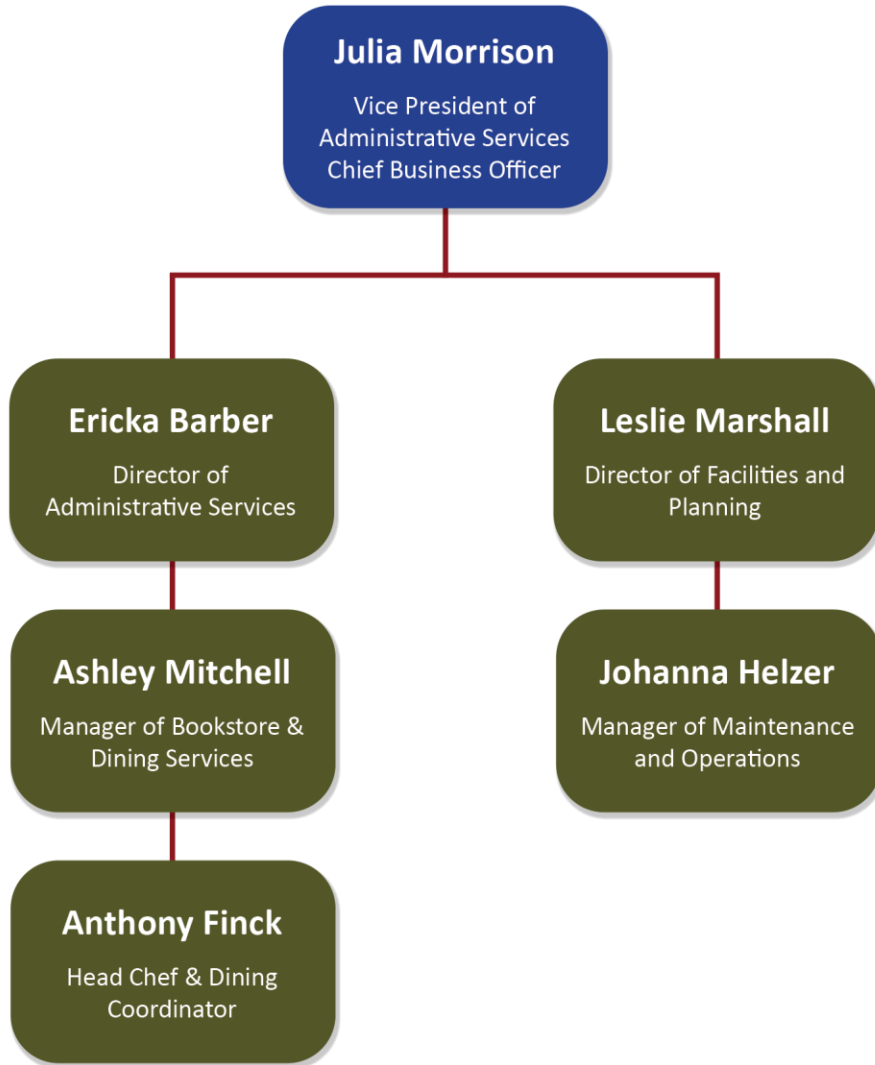 Julia Morrison
Vice President of
Administrative Services
Chief Business Officer
Ericka Barber
Director of
Administrative Services
Leslie Marshall
Director of Facilities and
Planning
Ashley Mitchell
Manager of Bookstore &
Dining Services
Johanna Helzer
Manager of Maintenance
and Operations
Anthony Finck
Head Chef & Dining
Coordinator